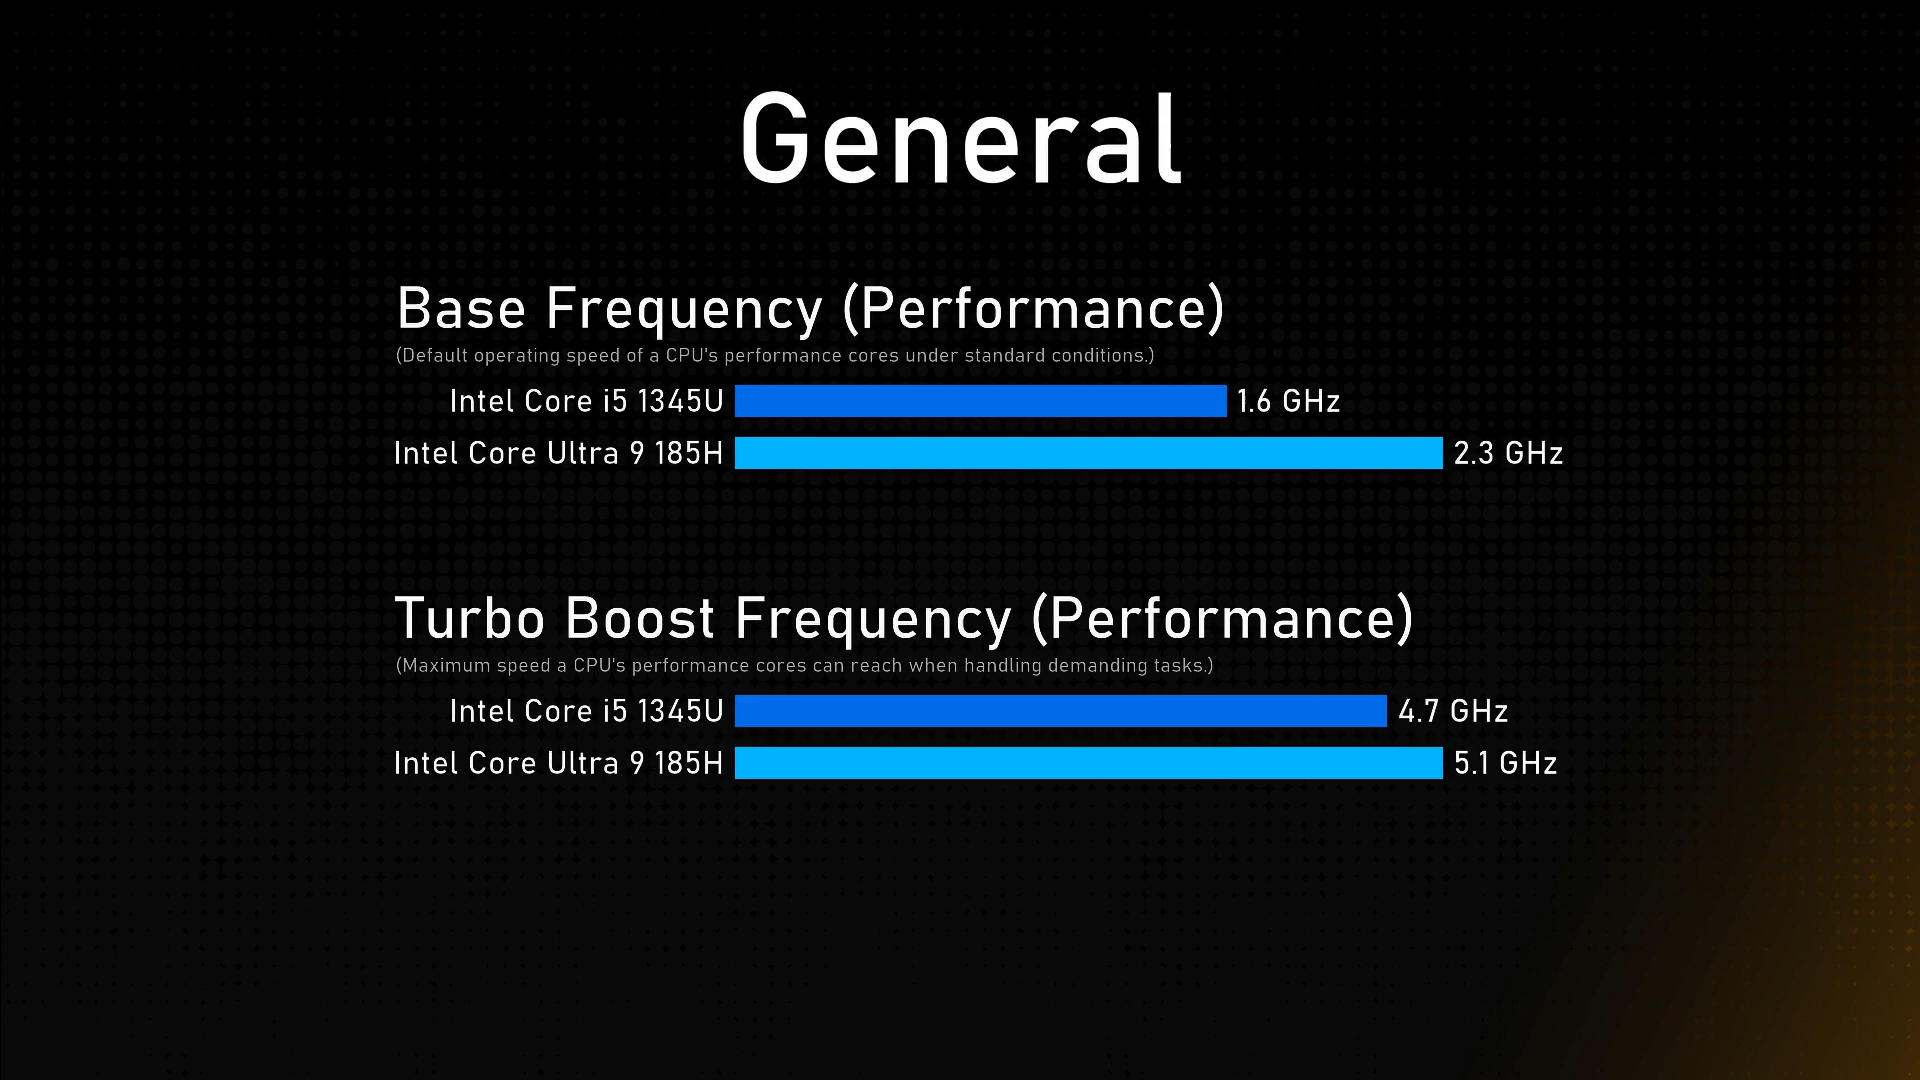 General
Base Frequency (Performance)
(Default operating speed of a CPU's performance cores under standard conditions.)
Intel Core i5 1345U 1.6 GHz
Intel Core Ultra 9 185H 2.3 GHz
Turbo Boost Frequency (Performance)
(Maximum speed a CPU's performance cores can reach when handling demanding tasks.)
Intel Core i5 1345U 4.7 GHz
Intel Core Ultra 9 185H 5.1 GHz